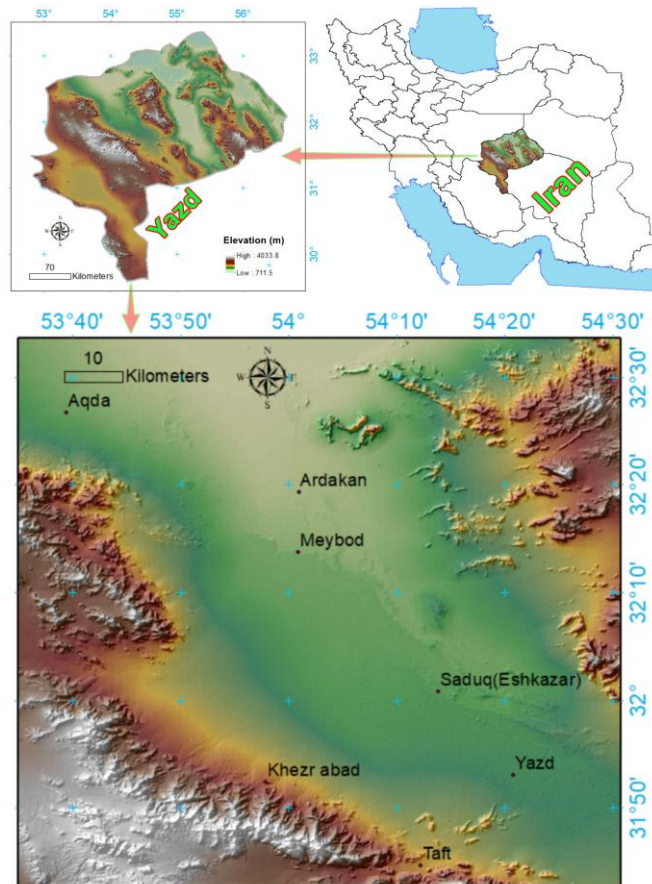 53° 54° 55° 56°
33°
32°
31°
30°
Yazd
N
W E
S
Elevation (m)
High : 4033.8
Low : 711.5
70
Kilometers
Iran
53°40' 53°50' 54° 54°10' 54°20' 54°30'
10
Kilometers
N
W E
S
32°30'
Aqda
32°20'
Ardakan
Meybod
32°10'
Saduq(Eshkazar)
32°
Khezr abad
Yazd
31°50'
Taft